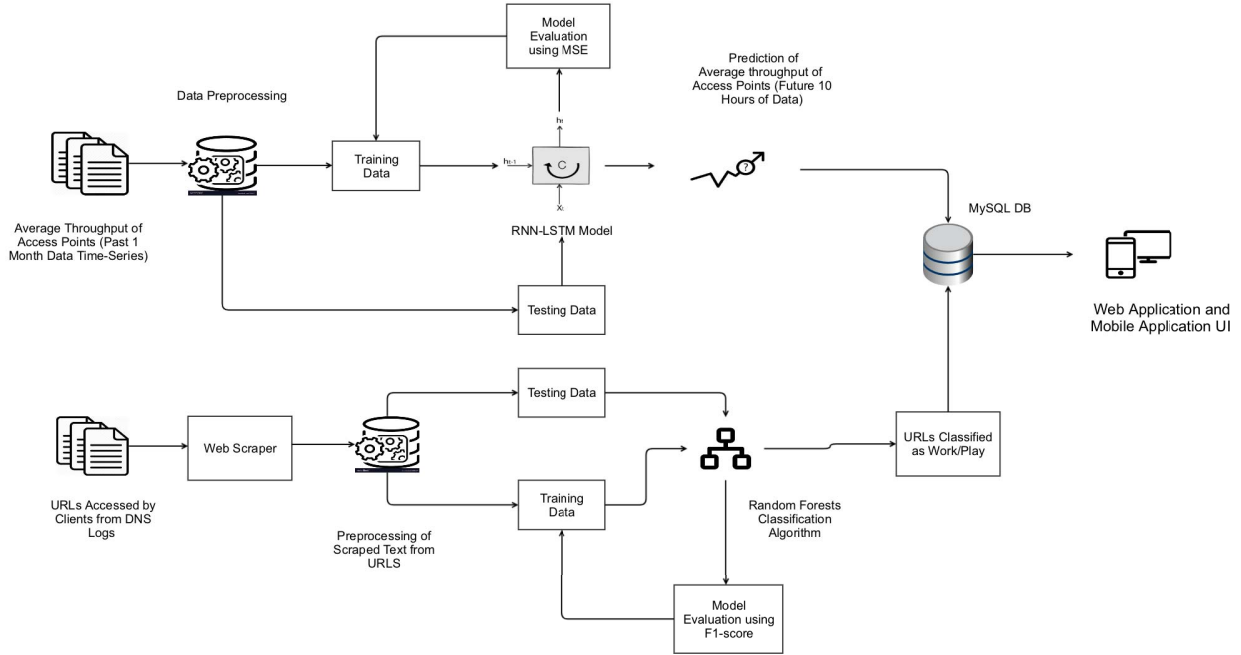 Model
Evaluation
using MSE
Prediction of
Average throughput of
Access Points (Future 10
Hours of Data)
Data Preprocessing
Training
Data
ht
ht-1
C
?
Xt
RNN-LSTM Model
MySQL DB
Average Throughput of
Access Points (Past 1
Month Data Time-Series)
Testing Data
Web Application and
Mobile Application UI
Testing Data
Web Scraper
URLs Classified
as Work/Play
URLs Accessed by
Clients from DNS
Logs
Training
Data
Preprocessing of
Scraped Text from
URLS
Random Forests
Classification
Algorithm
Model
Evaluation using
F1-score